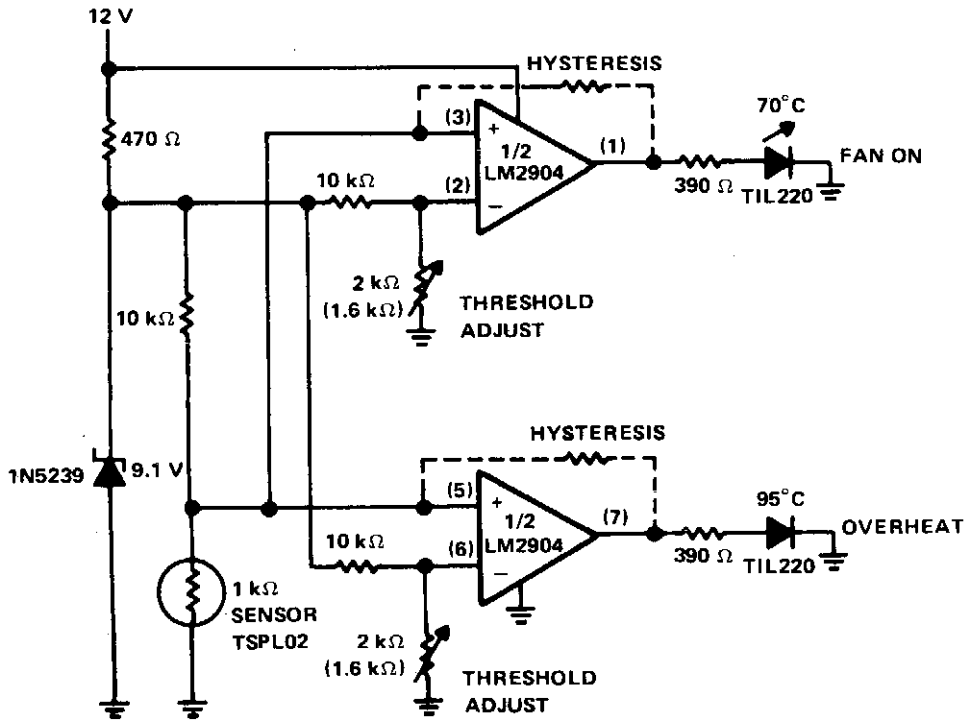 12 V
470 Ω
HYSTERESIS
(3)
+
1/2
LM2904
(1)
(2)
−
10 kΩ
70°C
390 Ω
TIL220
FAN ON
2 kΩ
(1.6 kΩ)
THRESHOLD
ADJUST
10 kΩ
1N5239
9.1 V
HYSTERESIS
(5)
+
1/2
LM2904
(7)
(6)
−
10 kΩ
95°C
390 Ω
TIL220
OVERHEAT
1 kΩ
SENSOR
TSPL02
2 kΩ
(1.6 kΩ)
THRESHOLD
ADJUST